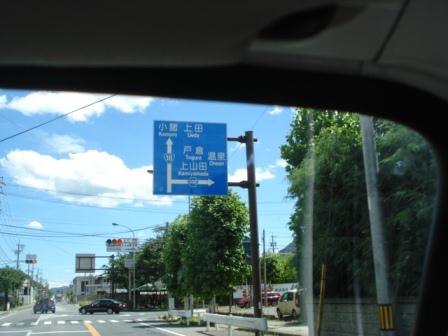 小諸 上田
Komoro Ueda
戸倉 温泉
Togura Onsen
上山田
Kamiyamada
18